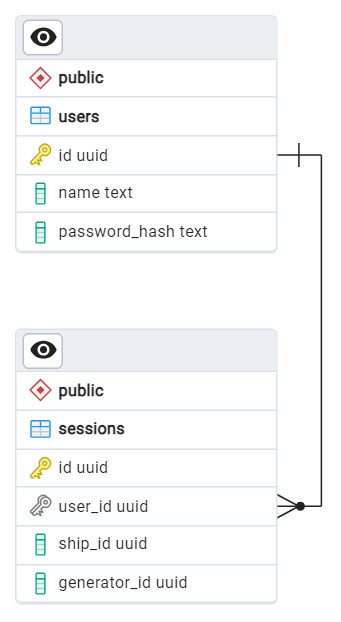 public
users
id uuid
name text
password_hash text
public
sessions
id uuid
user_id uuid
ship_id uuid
generator_id uuid